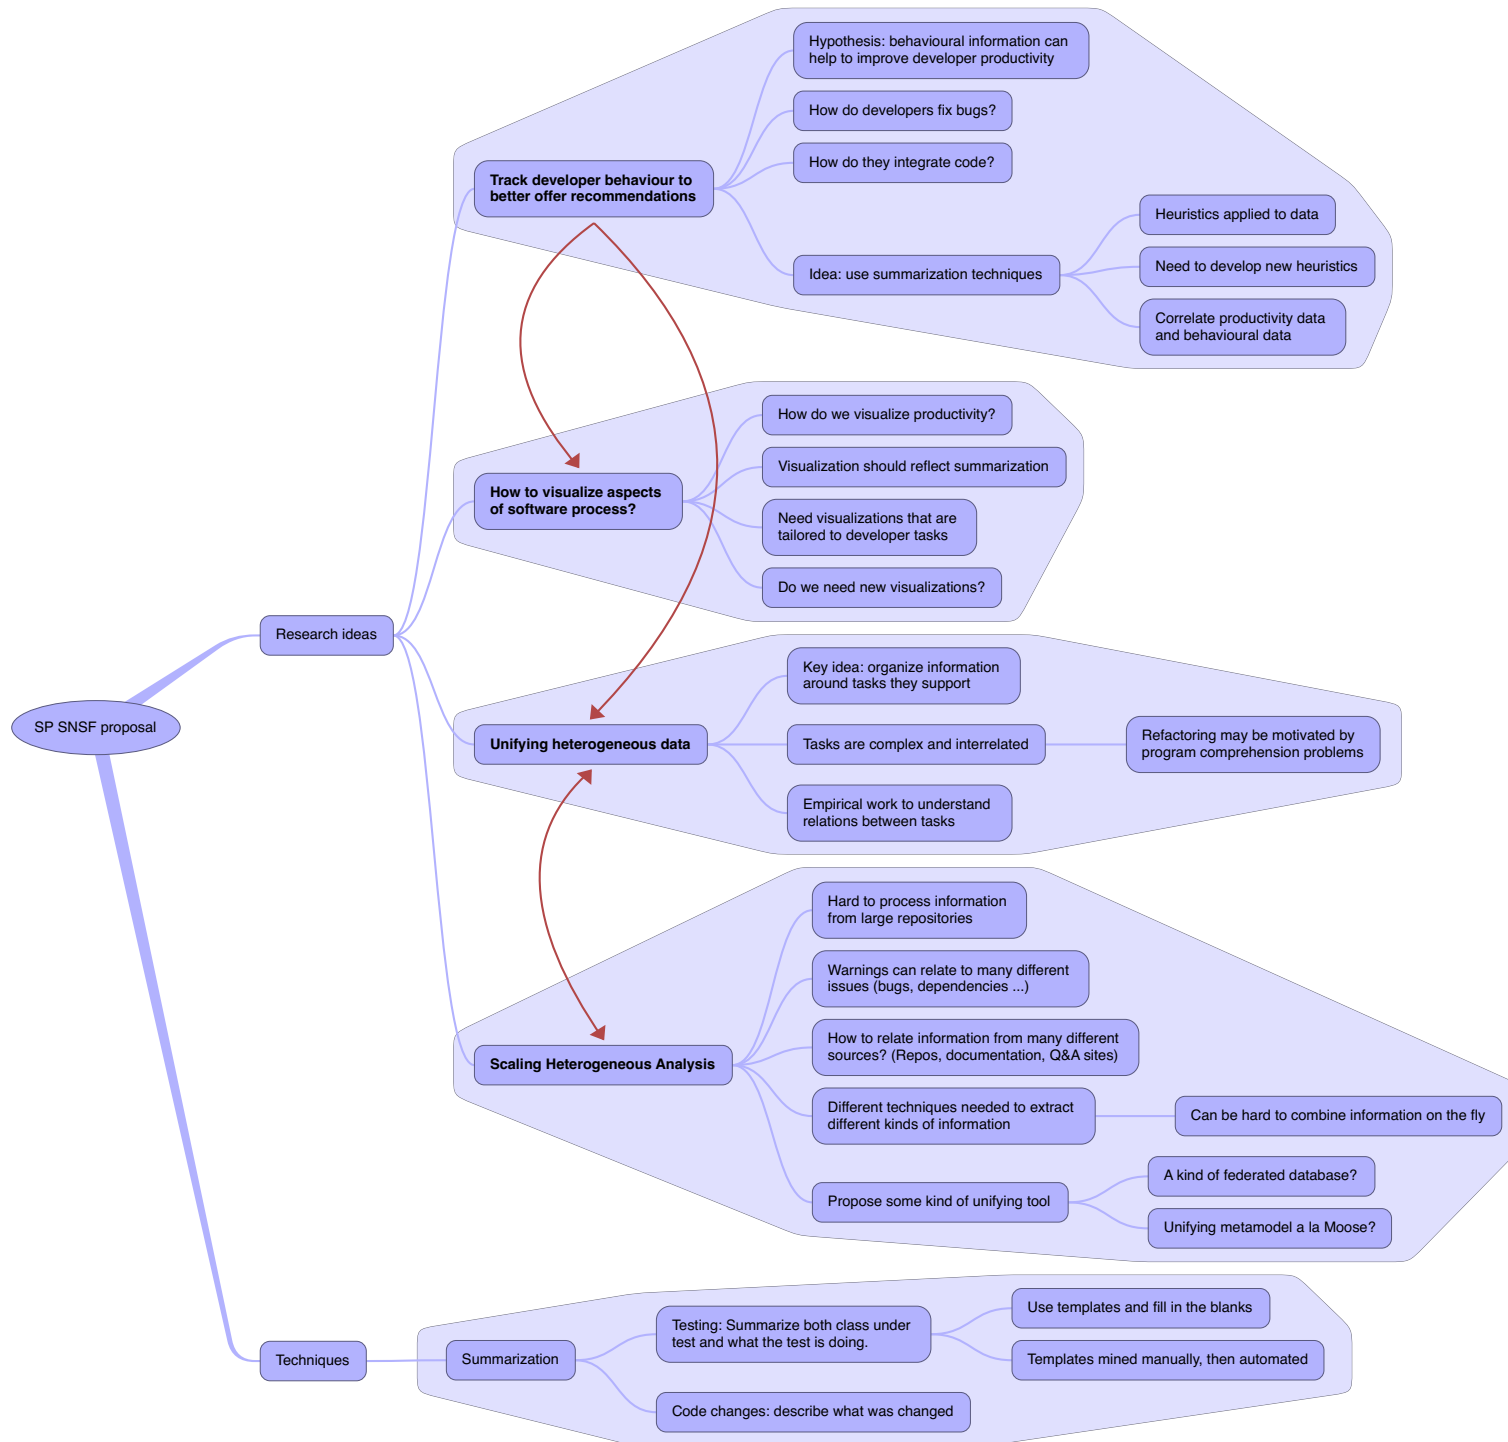 SP SNSF proposal
Research ideas
Track developer behaviour to
better offer recommendations
Hypothesis: behavioural information can
help to improve developer productivity
How do developers fix bugs?
How do they integrate code?
Idea: use summarization techniques
Heuristics applied to data
Need to develop new heuristics
Correlate productivity data
and behavioural data
How to visualize aspects
of software process?
How do we visualize productivity?
Visualization should reflect summarization
Need visualizations that are
tailored to developer tasks
Do we need new visualizations?
Unifying heterogeneous data
Key idea: organize information
around tasks they support
Tasks are complex and interrelated
Refactoring may be motivated by
program comprehension problems
Empirical work to understand
relations between tasks
Scaling Heterogeneous Analysis
Hard to process information
from large repositories
Warnings can relate to many different
issues (bugs, dependencies ...)
How to relate information from many different
sources? (Repos, documentation, Q&A sites)
Different techniques needed to extract
different kinds of information
Can be hard to combine information on the fly
Propose some kind of unifying tool
A kind of federated database?
Unifying metamodel a la Moose?
Techniques
Summarization
Testing: Summarize both class under
test and what the test is doing.
Use templates and fill in the blanks
Templates mined manually, then automated
Code changes: describe what was changed